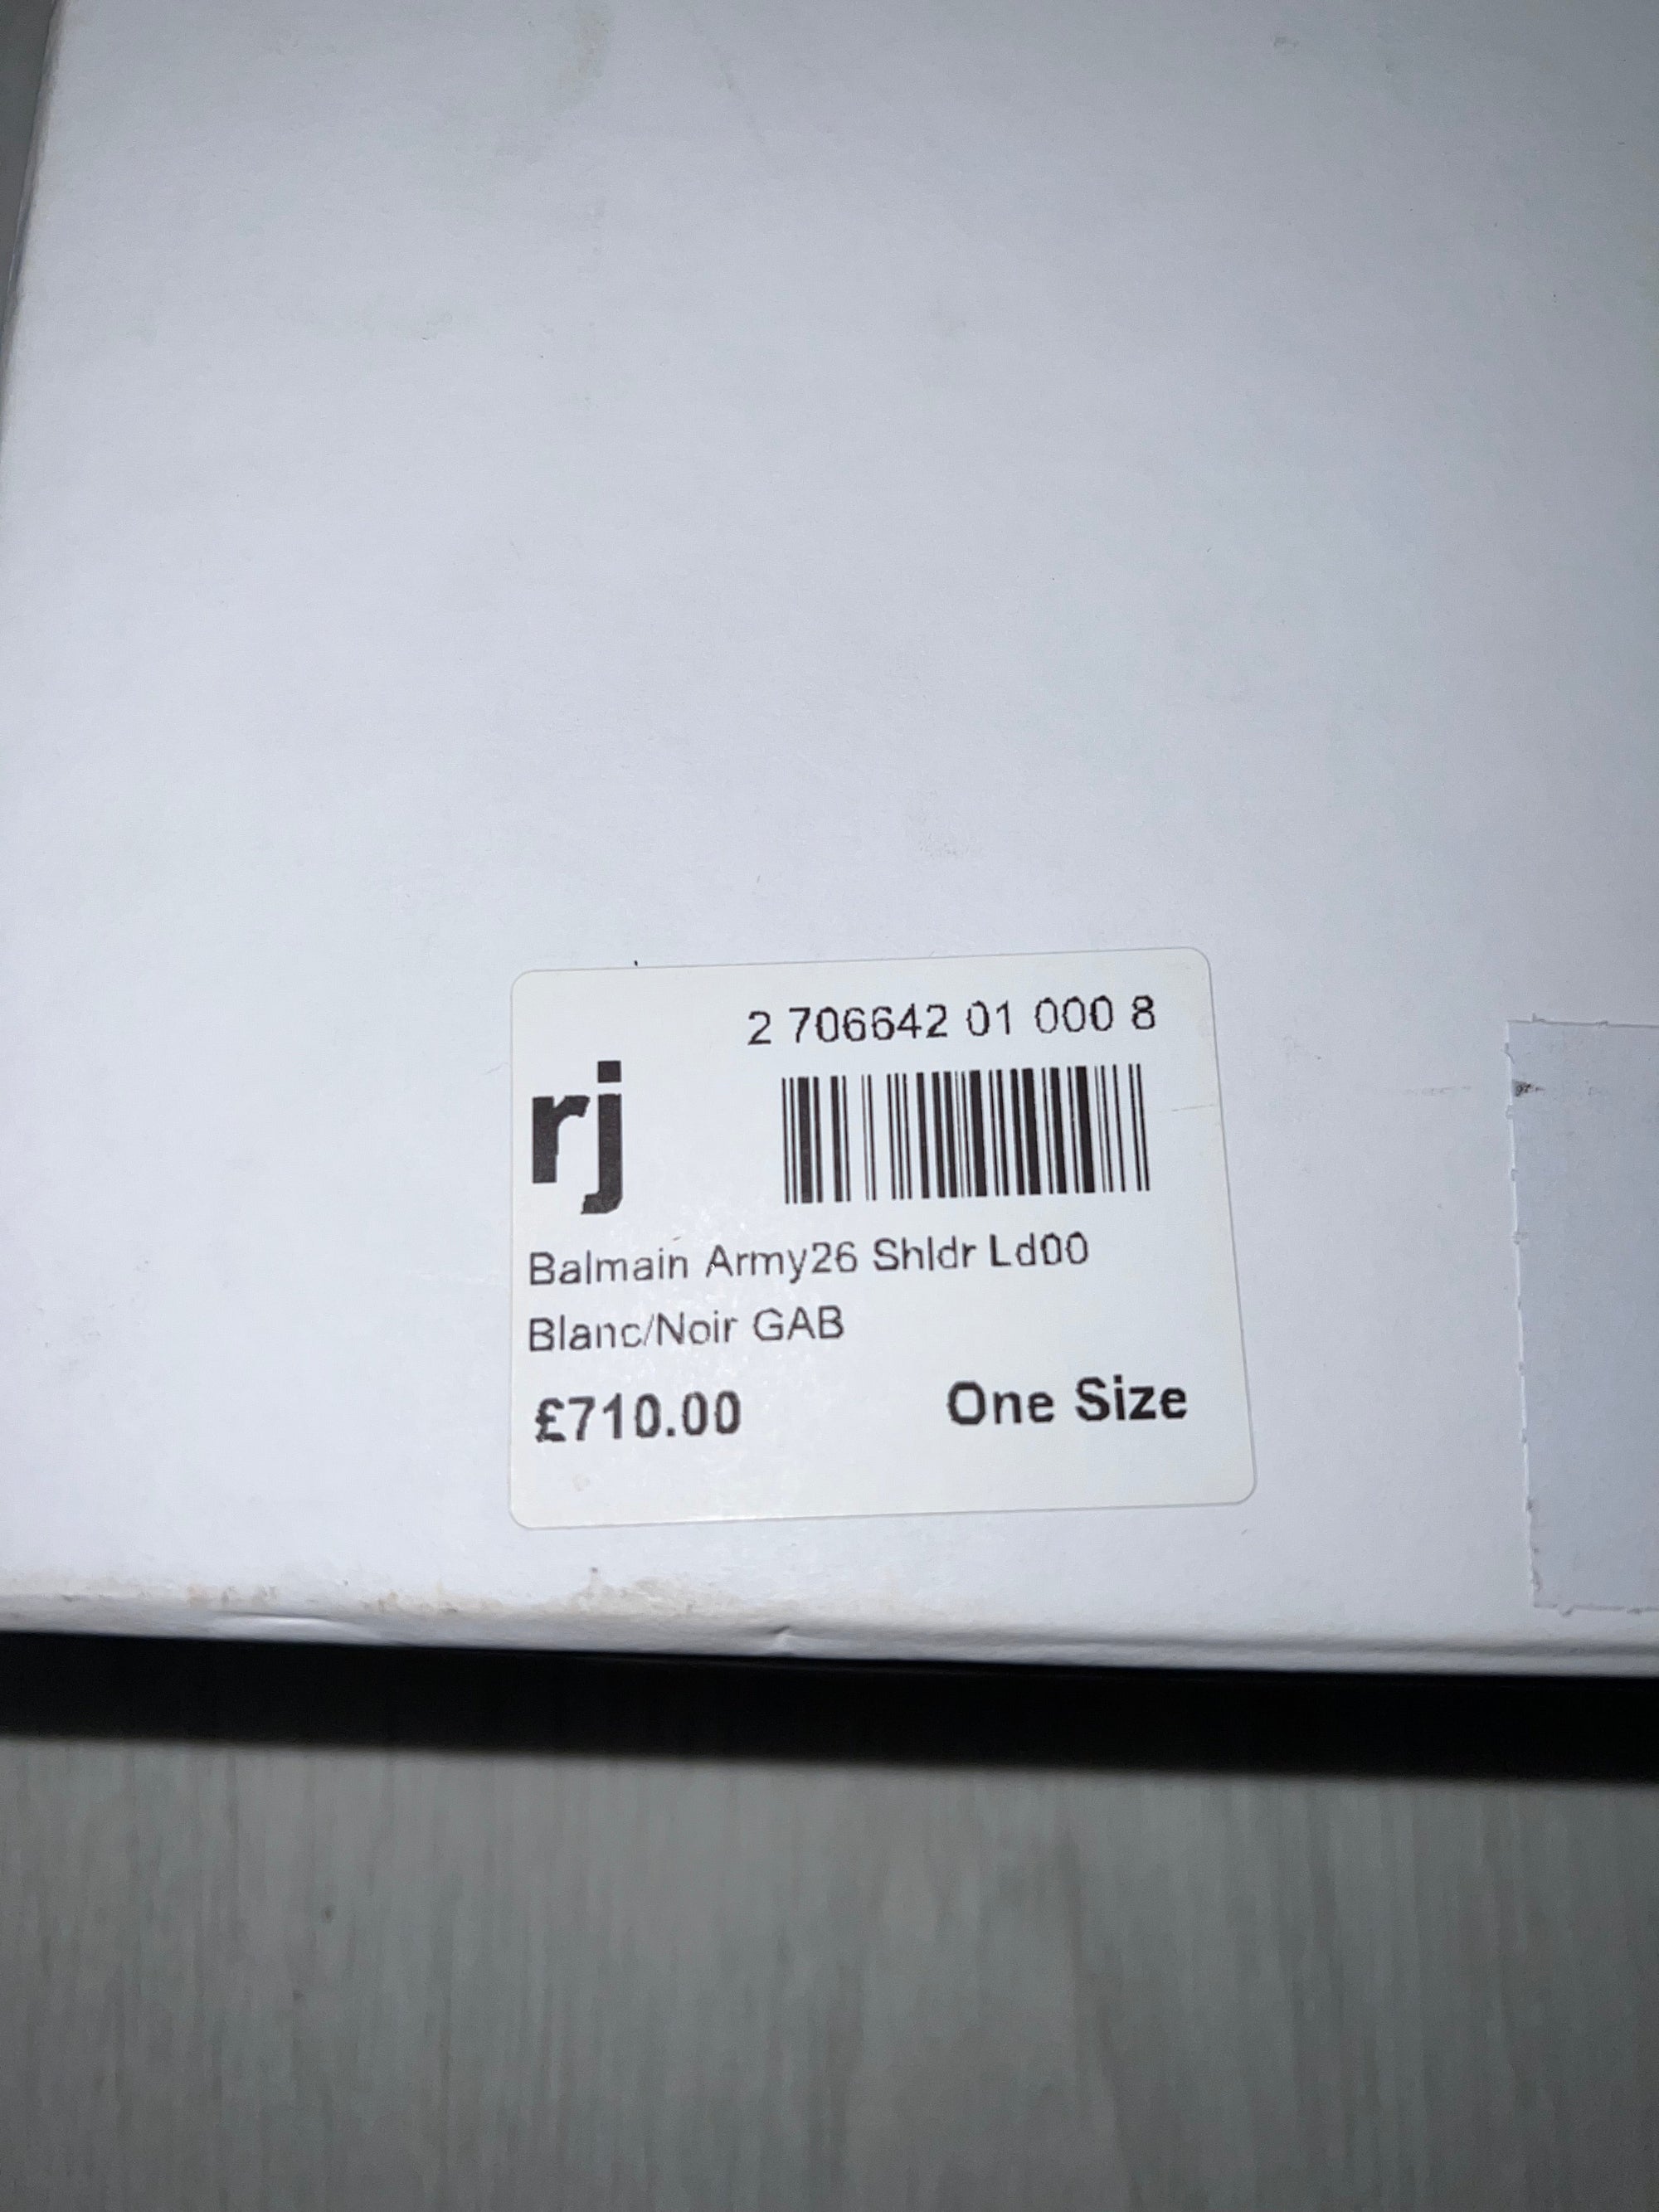 2 706642 01 000 8
rj
Balmain Army26 Shldr Ld00
Blanc/Noir GAB
£710.00 One Size